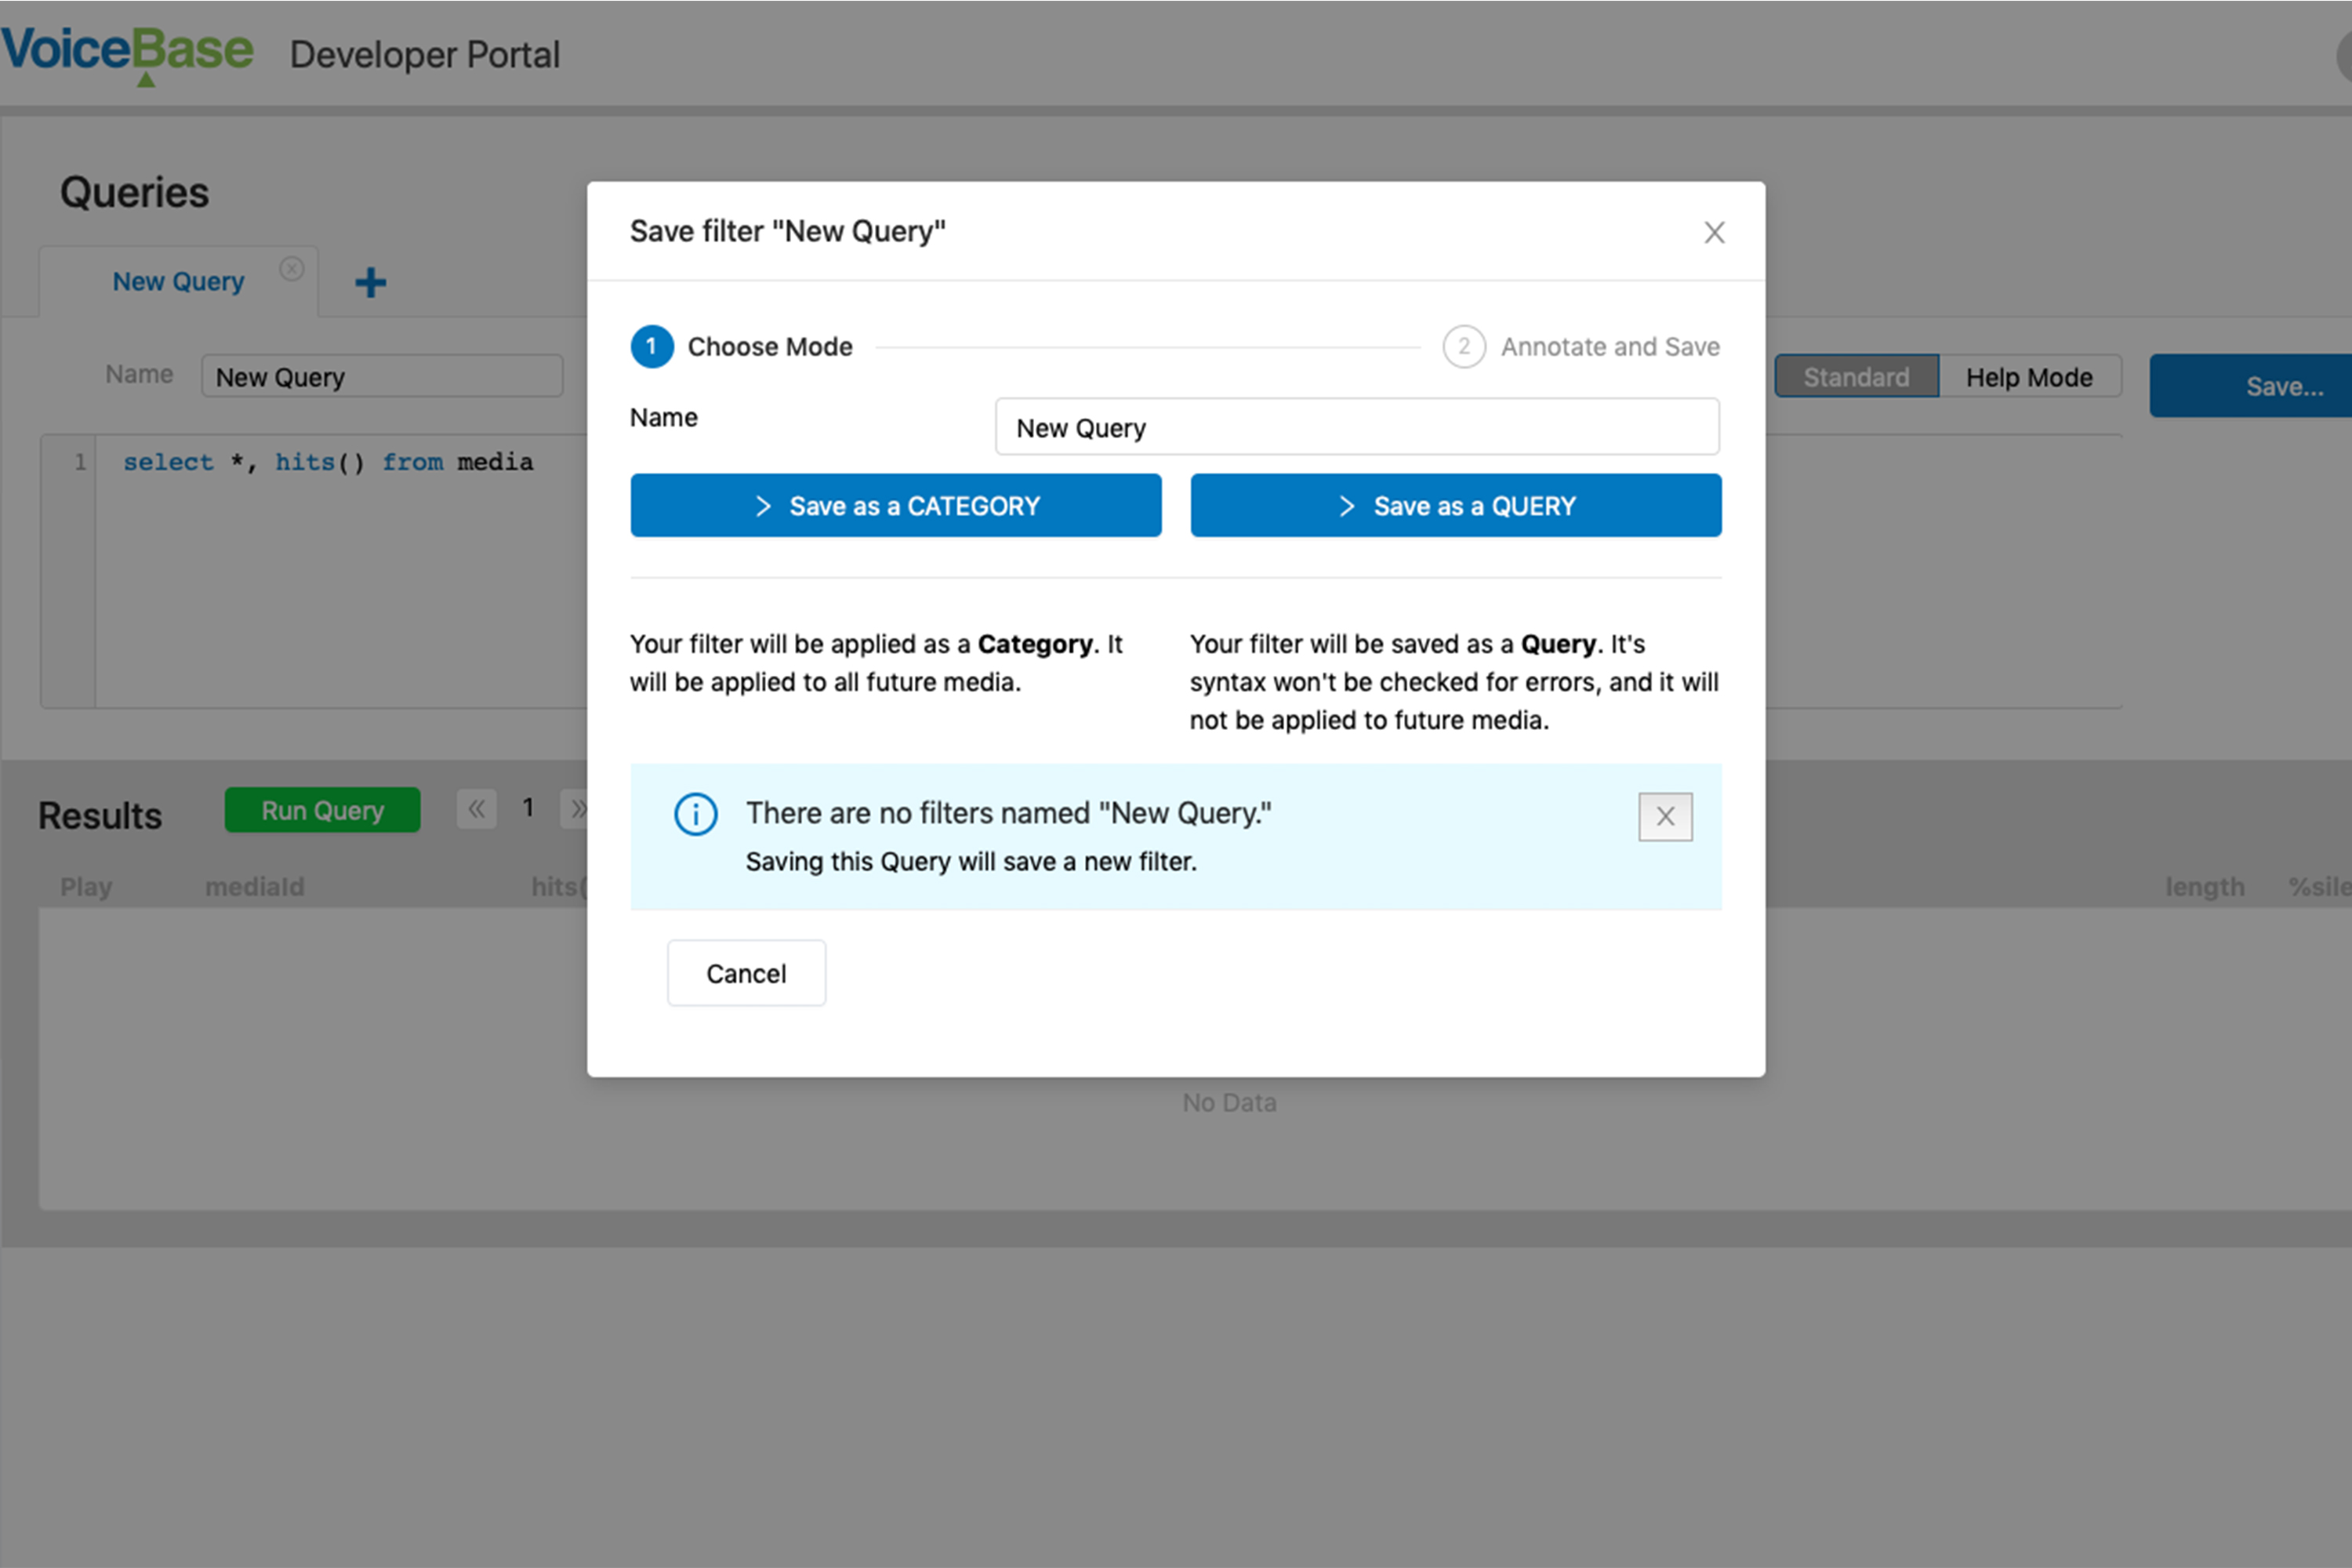 VoiceBase Developer Portal
Queries
New Query
Name New Query
Standard Help Mode Save...
1 select *, hits() from media
Save filter "New Query"
1 Choose Mode
2 Annotate and Save
Name New Query
Save as a CATEGORY
Save as a QUERY
Your filter will be applied as a Category. It
will be applied to all future media.
Your filter will be saved as a Query. It's
syntax won't be checked for errors, and it will
not be applied to future media.
There are no filters named "New Query."
Saving this Query will save a new filter.
Cancel
Results Run Query 1
Play mediaId hits( length %sile
No Data